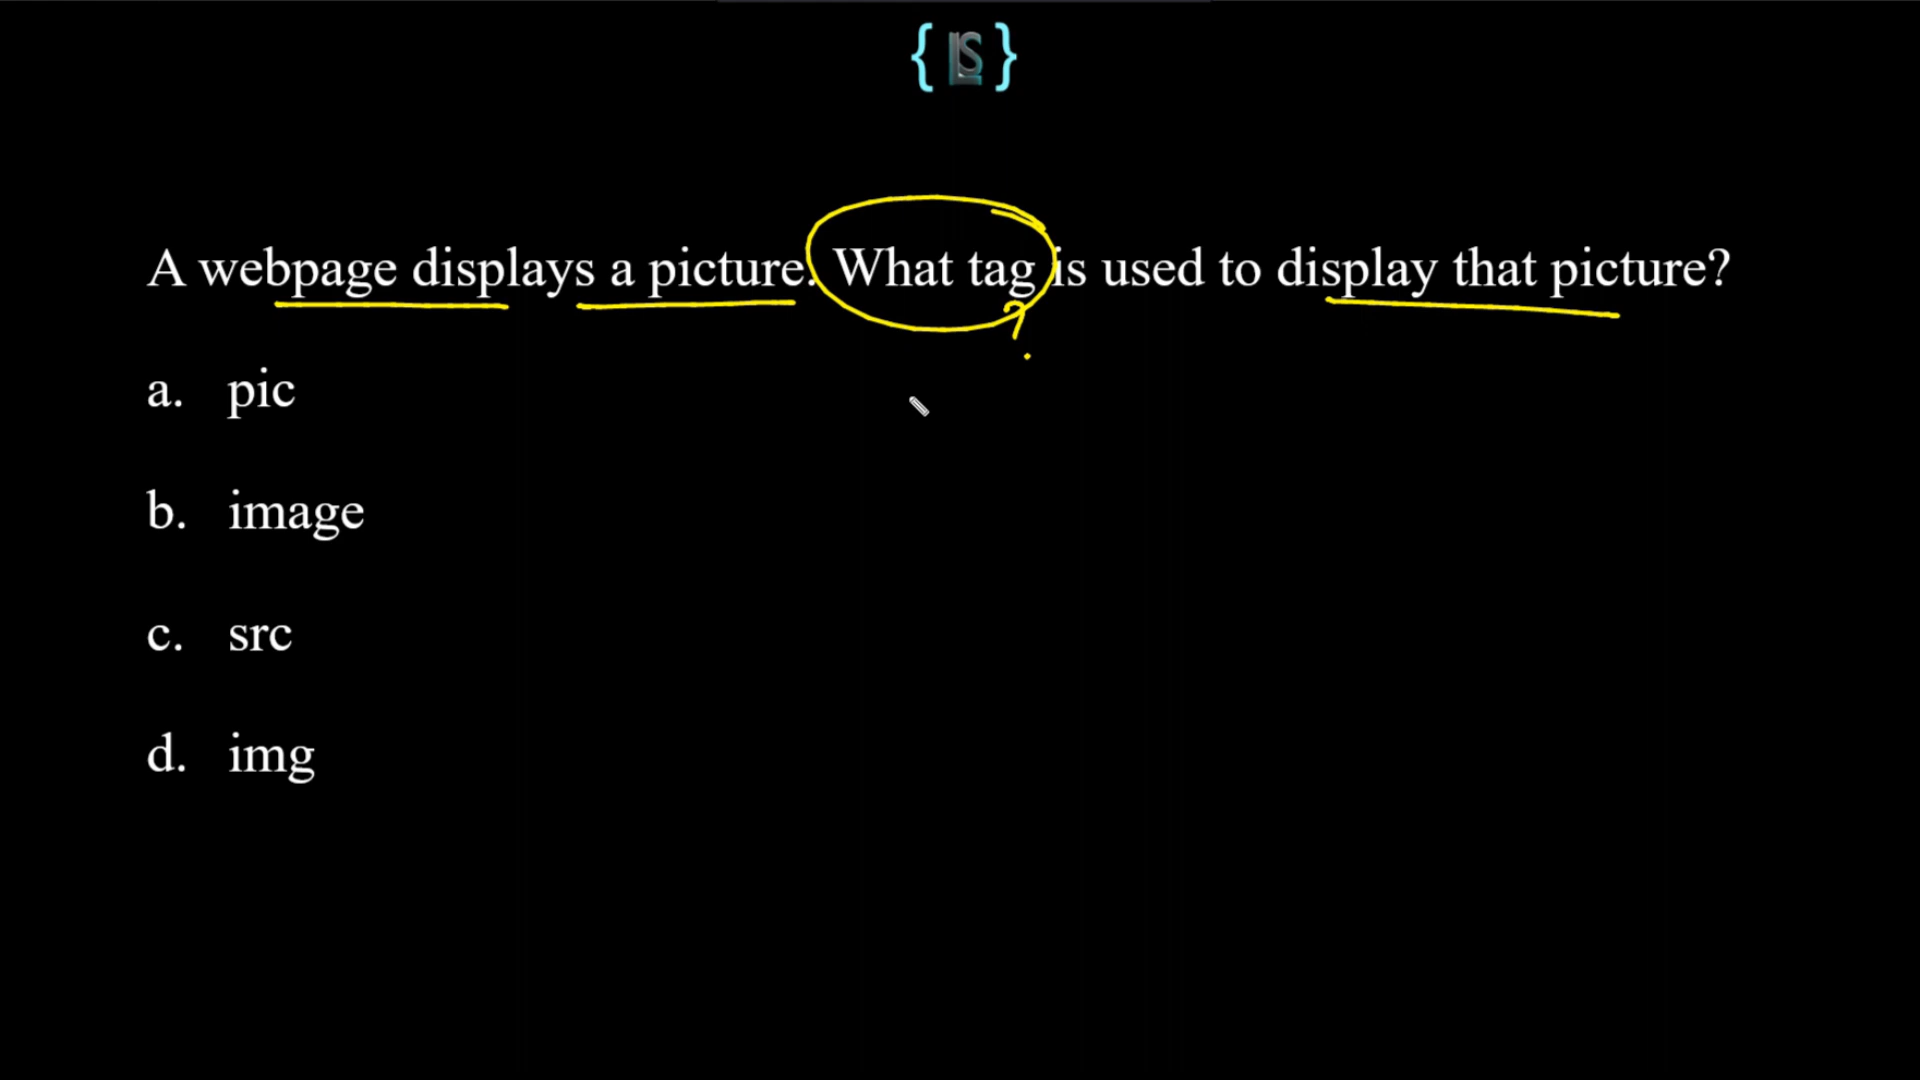 { LS }
A webpage displays a picture. What tag is used to display that picture?
?
a. pic
b. image
c. src
d. img